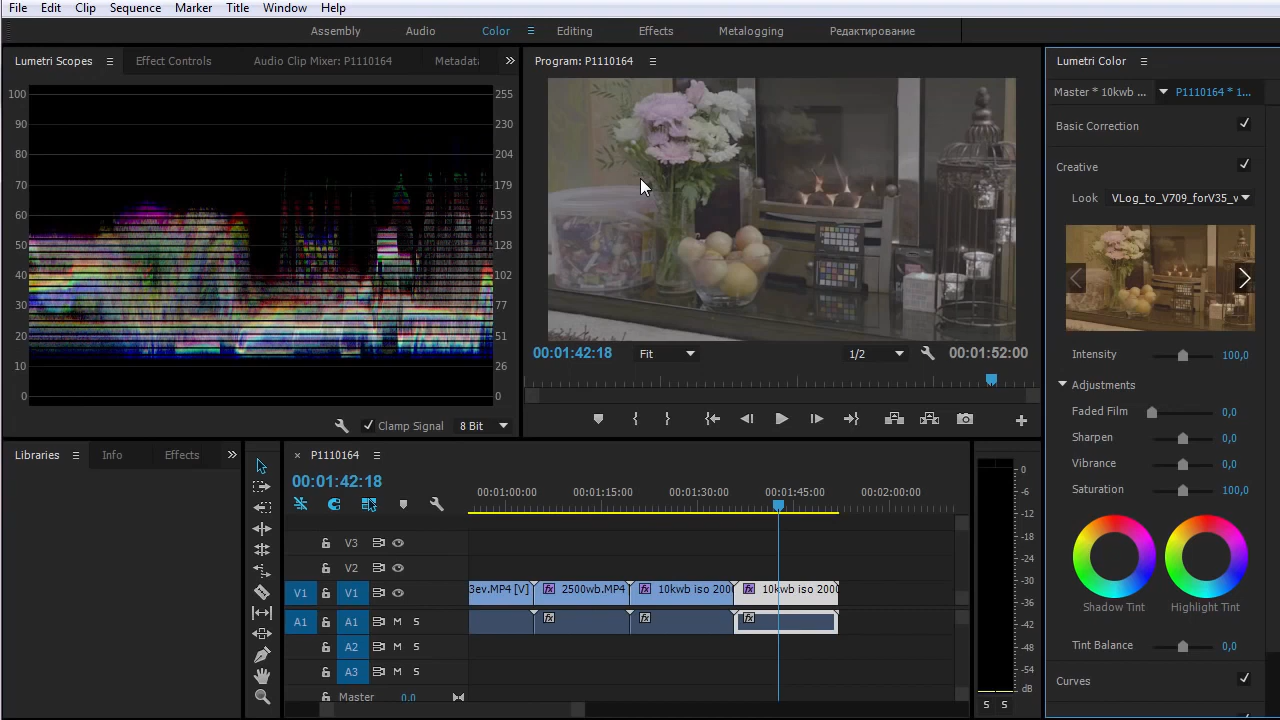 File Edit Clip Sequence Marker Title Window Help
Assembly Audio Color Editing Effects Metalogging Редактирование
Lumetri Scopes Effect Controls Audio Clip Mixer: P1110164 Metadat
Program: P1110164
Lumetri Color
Master * 10kwb ... P1110164 * 1...
100 255
90 230
80 204
70 179
60 153
50 128
40 102
30 77
20 51
10 26
0 0
Clamp Signal 8 Bit
00:01:42:18 Fit 1/2 00:01:52:00
Basic Correction
Creative
Look VLog_to_V709_forV35_v
Intensity 100,0
Adjustments
Faded Film 0,0
Sharpen 0,0
Vibrance 0,0
Saturation 100,0
Shadow Tint Highlight Tint
Tint Balance 0,0
Curves
Libraries Info Effects
× P1110164
00:01:42:18
00:01:00:00 00:01:15:00 00:01:30:00 00:01:45:00 00:02:00:00
V3
V2
V1 V1 3ev.MP4 [V] fx 2500wb.MP4 fx 10kwb iso 200 fx 10kwb iso 2000
A1 A1 M S fx fx fx
A2 M S
A3 M S
Master 0,0
0
-6
-12
-18
-24
-30
-36
-42
-48
-54
dB
S S